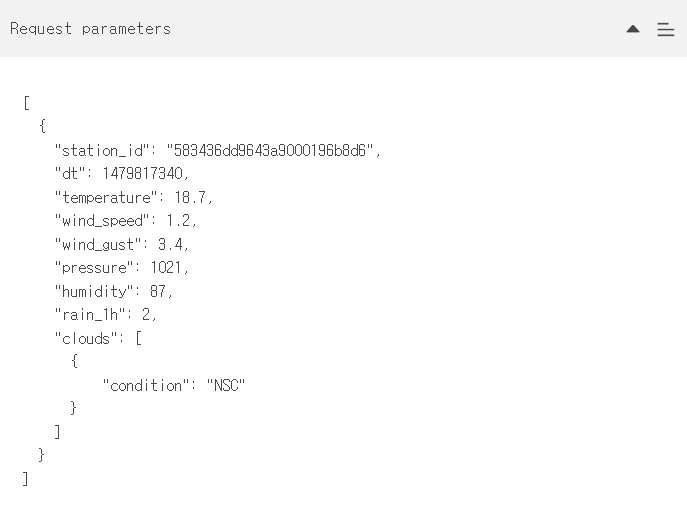 Request parameters
[
  {
    "station_id": "583436dd9643a9000196b8d6",
    "dt": 1479817340,
    "temperature": 18.7,
    "wind_speed": 1.2,
    "wind_gust": 3.4,
    "pressure": 1021,
    "humidity": 87,
    "rain_1h": 2,
    "clouds": [
      {
          "condition": "NSC"
      }
    ]
  }
]